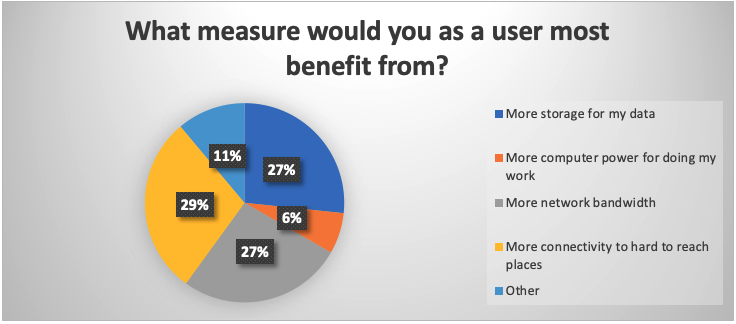 What measure would you as a user most
benefit from?
27%
6%
27%
29%
11%
More storage for my data
More computer power for doing my
work
More network bandwidth
More connectivity to hard to reach
places
Other